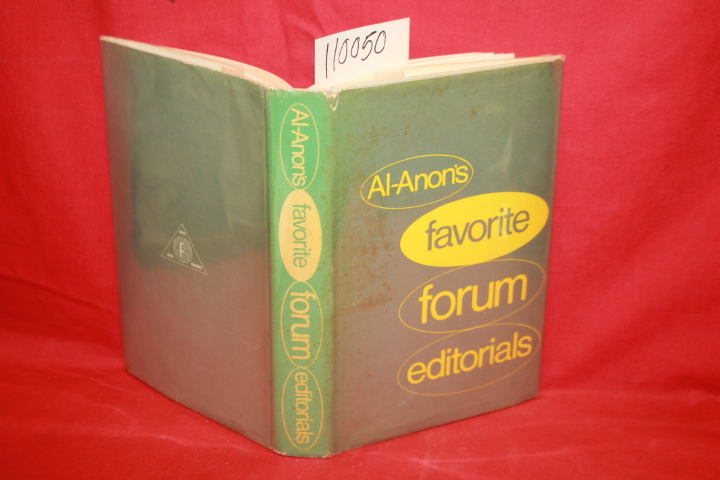 110050
Al-Anon's
favorite
forum
editorials
Al-Anon's
favorite
forum
editorials